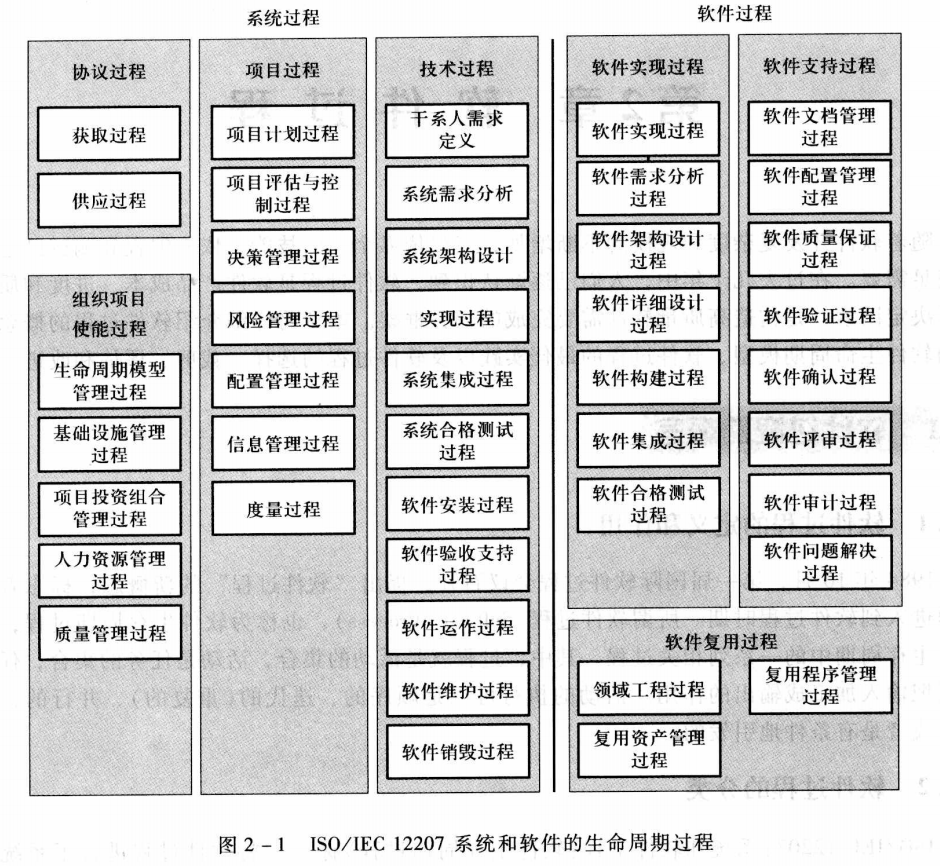 系统过程
软件过程
协议过程
获取过程
供应过程
组织项目
使能过程
生命周期模型
管理过程
基础设施管理
过程
项目投资组合
管理过程
人力资源管理
过程
质量管理过程
项目过程
项目计划过程
项目评估与控
制过程
决策管理过程
风险管理过程
配置管理过程
信息管理过程
度量过程
技术过程
干系人需求
定义
系统需求分析
系统架构设计
实现过程
系统集成过程
系统合格测试
过程
软件安装过程
软件验收支持
过程
软件运作过程
软件维护过程
软件销毁过程
软件实现过程
软件实现过程
软件需求分析
过程
软件架构设计
过程
软件详细设计
过程
软件构建过程
软件集成过程
软件合格测试
过程
软件支持过程
软件文档管理
过程
软件配置管理
过程
软件质量保证
过程
软件验证过程
软件确认过程
软件评审过程
软件审计过程
软件问题解决
过程
软件复用过程
领域工程过程
复用程序管理
过程
复用资产管理
过程
图 2-1 ISO/IEC 12207 系统和软件的生命周期过程